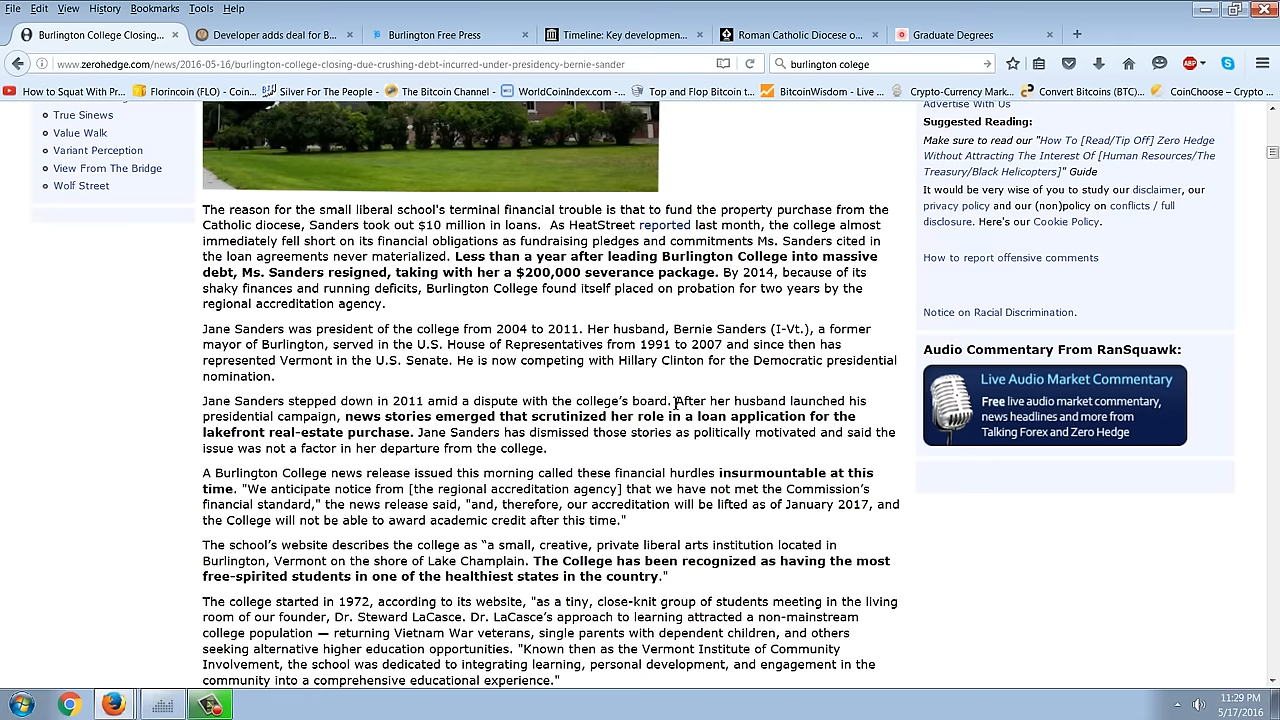 File Edit View History Bookmarks Tools Help
Burlington College Closing... × Developer adds deal for B... × Burlington Free Press × Timeline: Key developmen... × Roman Catholic Diocese o... × Graduate Degrees × +
www.zerohedge.com/news/2016-05-16/burlington-college-closing-due-crushing-debt-incurred-under-presidency-bernie-sander
burlington college
ABP
How to Squat With Pr... Florincoin (FLO) - Coin... Silver For The People - ... The Bitcoin Channel - ... WorldCoinIndex.com -... Top and Flop Bitcoin t... BitcoinWisdom - Live ... Crypto-Currency Mark... Convert Bitcoins (BTC)... CoinChoose – Crypto ...
True Sinews
Value Walk
Variant Perception
View From The Bridge
Wolf Street
The reason for the small liberal school's terminal financial trouble is that to fund the property purchase from the
Catholic diocese, Sanders took out $10 million in loans. As HeatStreet reported last month, the college almost
immediately fell short on its financial obligations as fundraising pledges and commitments Ms. Sanders cited in
the loan agreements never materialized. Less than a year after leading Burlington College into massive
debt, Ms. Sanders resigned, taking with her a $200,000 severance package. By 2014, because of its
shaky finances and running deficits, Burlington College found itself placed on probation for two years by the
regional accreditation agency.
Jane Sanders was president of the college from 2004 to 2011. Her husband, Bernie Sanders (I-Vt.), a former
mayor of Burlington, served in the U.S. House of Representatives from 1991 to 2007 and since then has
represented Vermont in the U.S. Senate. He is now competing with Hillary Clinton for the Democratic presidential
nomination.
Jane Sanders stepped down in 2011 amid a dispute with the college’s board. After her husband launched his
presidential campaign, news stories emerged that scrutinized her role in a loan application for the
lakefront real-estate purchase. Jane Sanders has dismissed those stories as politically motivated and said the
issue was not a factor in her departure from the college.
A Burlington College news release issued this morning called these financial hurdles insurmountable at this
time. "We anticipate notice from [the regional accreditation agency] that we have not met the Commission’s
financial standard," the news release said, "and, therefore, our accreditation will be lifted as of January 2017, and
the College will not be able to award academic credit after this time."
The school’s website describes the college as “a small, creative, private liberal arts institution located in
Burlington, Vermont on the shore of Lake Champlain. The College has been recognized as having the most
free-spirited students in one of the healthiest states in the country."
The college started in 1972, according to its website, "as a tiny, close-knit group of students meeting in the living
room of our founder, Dr. Steward LaCasce. Dr. LaCasce’s approach to learning attracted a non-mainstream
college population — returning Vietnam War veterans, single parents with dependent children, and others
seeking alternative higher education opportunities. "Known then as the Vermont Institute of Community
Involvement, the school was dedicated to integrating learning, personal development, and engagement in the
community into a comprehensive educational experience."
Advertise With Us
Suggested Reading:
Make sure to read our "How To [Read/Tip Off] Zero Hedge
Without Attracting The Interest Of [Human Resources/The
Treasury/Black Helicopters]" Guide
It would be very wise of you to study our disclaimer, our
privacy policy and our (non)policy on conflicts / full
disclosure. Here's our Cookie Policy.
How to report offensive comments
Notice on Racial Discrimination.
Audio Commentary From RanSquawk:
Live Audio Market Commentary
Free live audio market commentary,
news headlines and more from
Talking Forex and Zero Hedge
11:29 PM
5/17/2016